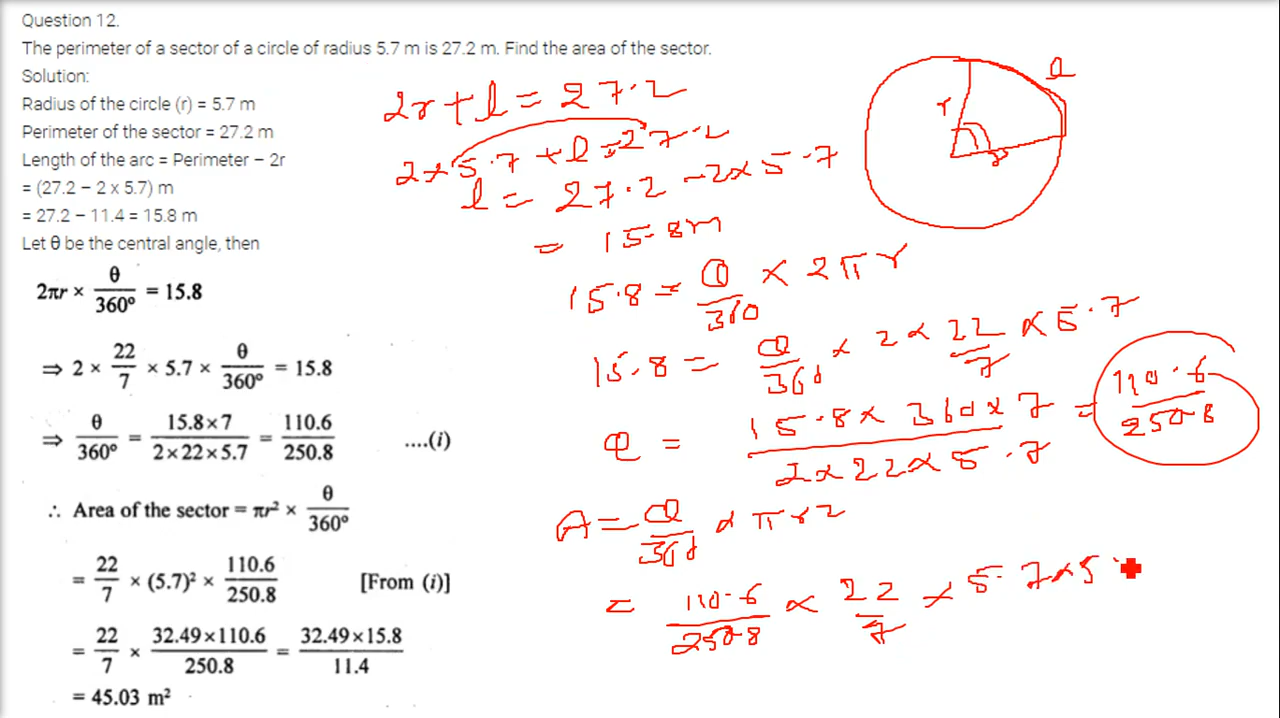 Question 12.
The perimeter of a sector of a circle of radius 5.7 m is 27.2 m. Find the area of the sector.
Solution:
Radius of the circle (r) = 5.7 m
Perimeter of the sector = 27.2 m
Length of the arc = Perimeter – 2r
= (27.2 – 2 x 5.7) m
= 27.2 – 11.4 = 15.8 m
Let θ be the central angle, then
2πr × θ/360° = 15.8
⇒ 2 × 22/7 × 5.7 × θ/360° = 15.8
⇒ θ/360° = 15.8×7/2×22×5.7 = 110.6/250.8 ....(i)
∴ Area of the sector = πr² × θ/360°
= 22/7 × (5.7)² × 110.6/250.8 [From (i)]
= 22/7 × 32.49×110.6/250.8 = 32.49×15.8/11.4
= 45.03 m²
2r + l = 27.2
2×5.7 + l = 27.2
l = 27.2 - 2×5.7
= 15.8m
15.8 = θ/360 × 2πr
15.8 = θ/360 × 2 × 22/7 × 5.7
θ = 15.8 × 360 × 7/2×22×5.7 = 110.6/250.8
A = θ/360 × πr2
= 110.6/250.8 × 22/7 × 5.7×5
r
l